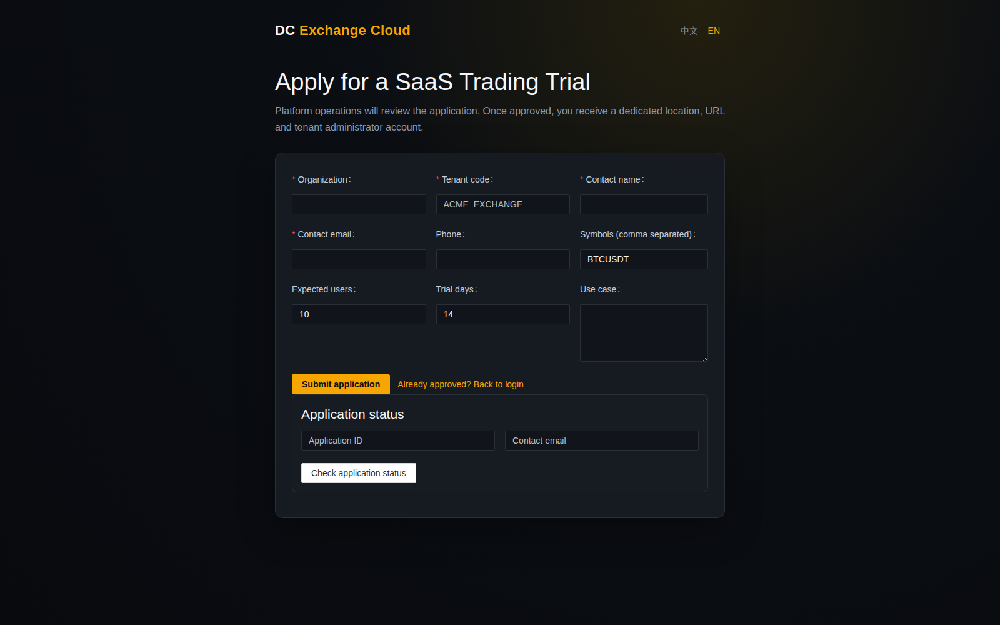 DC Exchange Cloud
中文 EN
Apply for a SaaS Trading Trial
Platform operations will review the application. Once approved, you receive a dedicated location, URL
and tenant administrator account.
* Organization:
* Tenant code:
* Contact name:
ACME_EXCHANGE
* Contact email:
Phone:
Symbols (comma separated):
BTCUSDT
Expected users:
Trial days:
Use case:
10
14
Submit application
Already approved? Back to login
Application status
Application ID
Contact email
Check application status